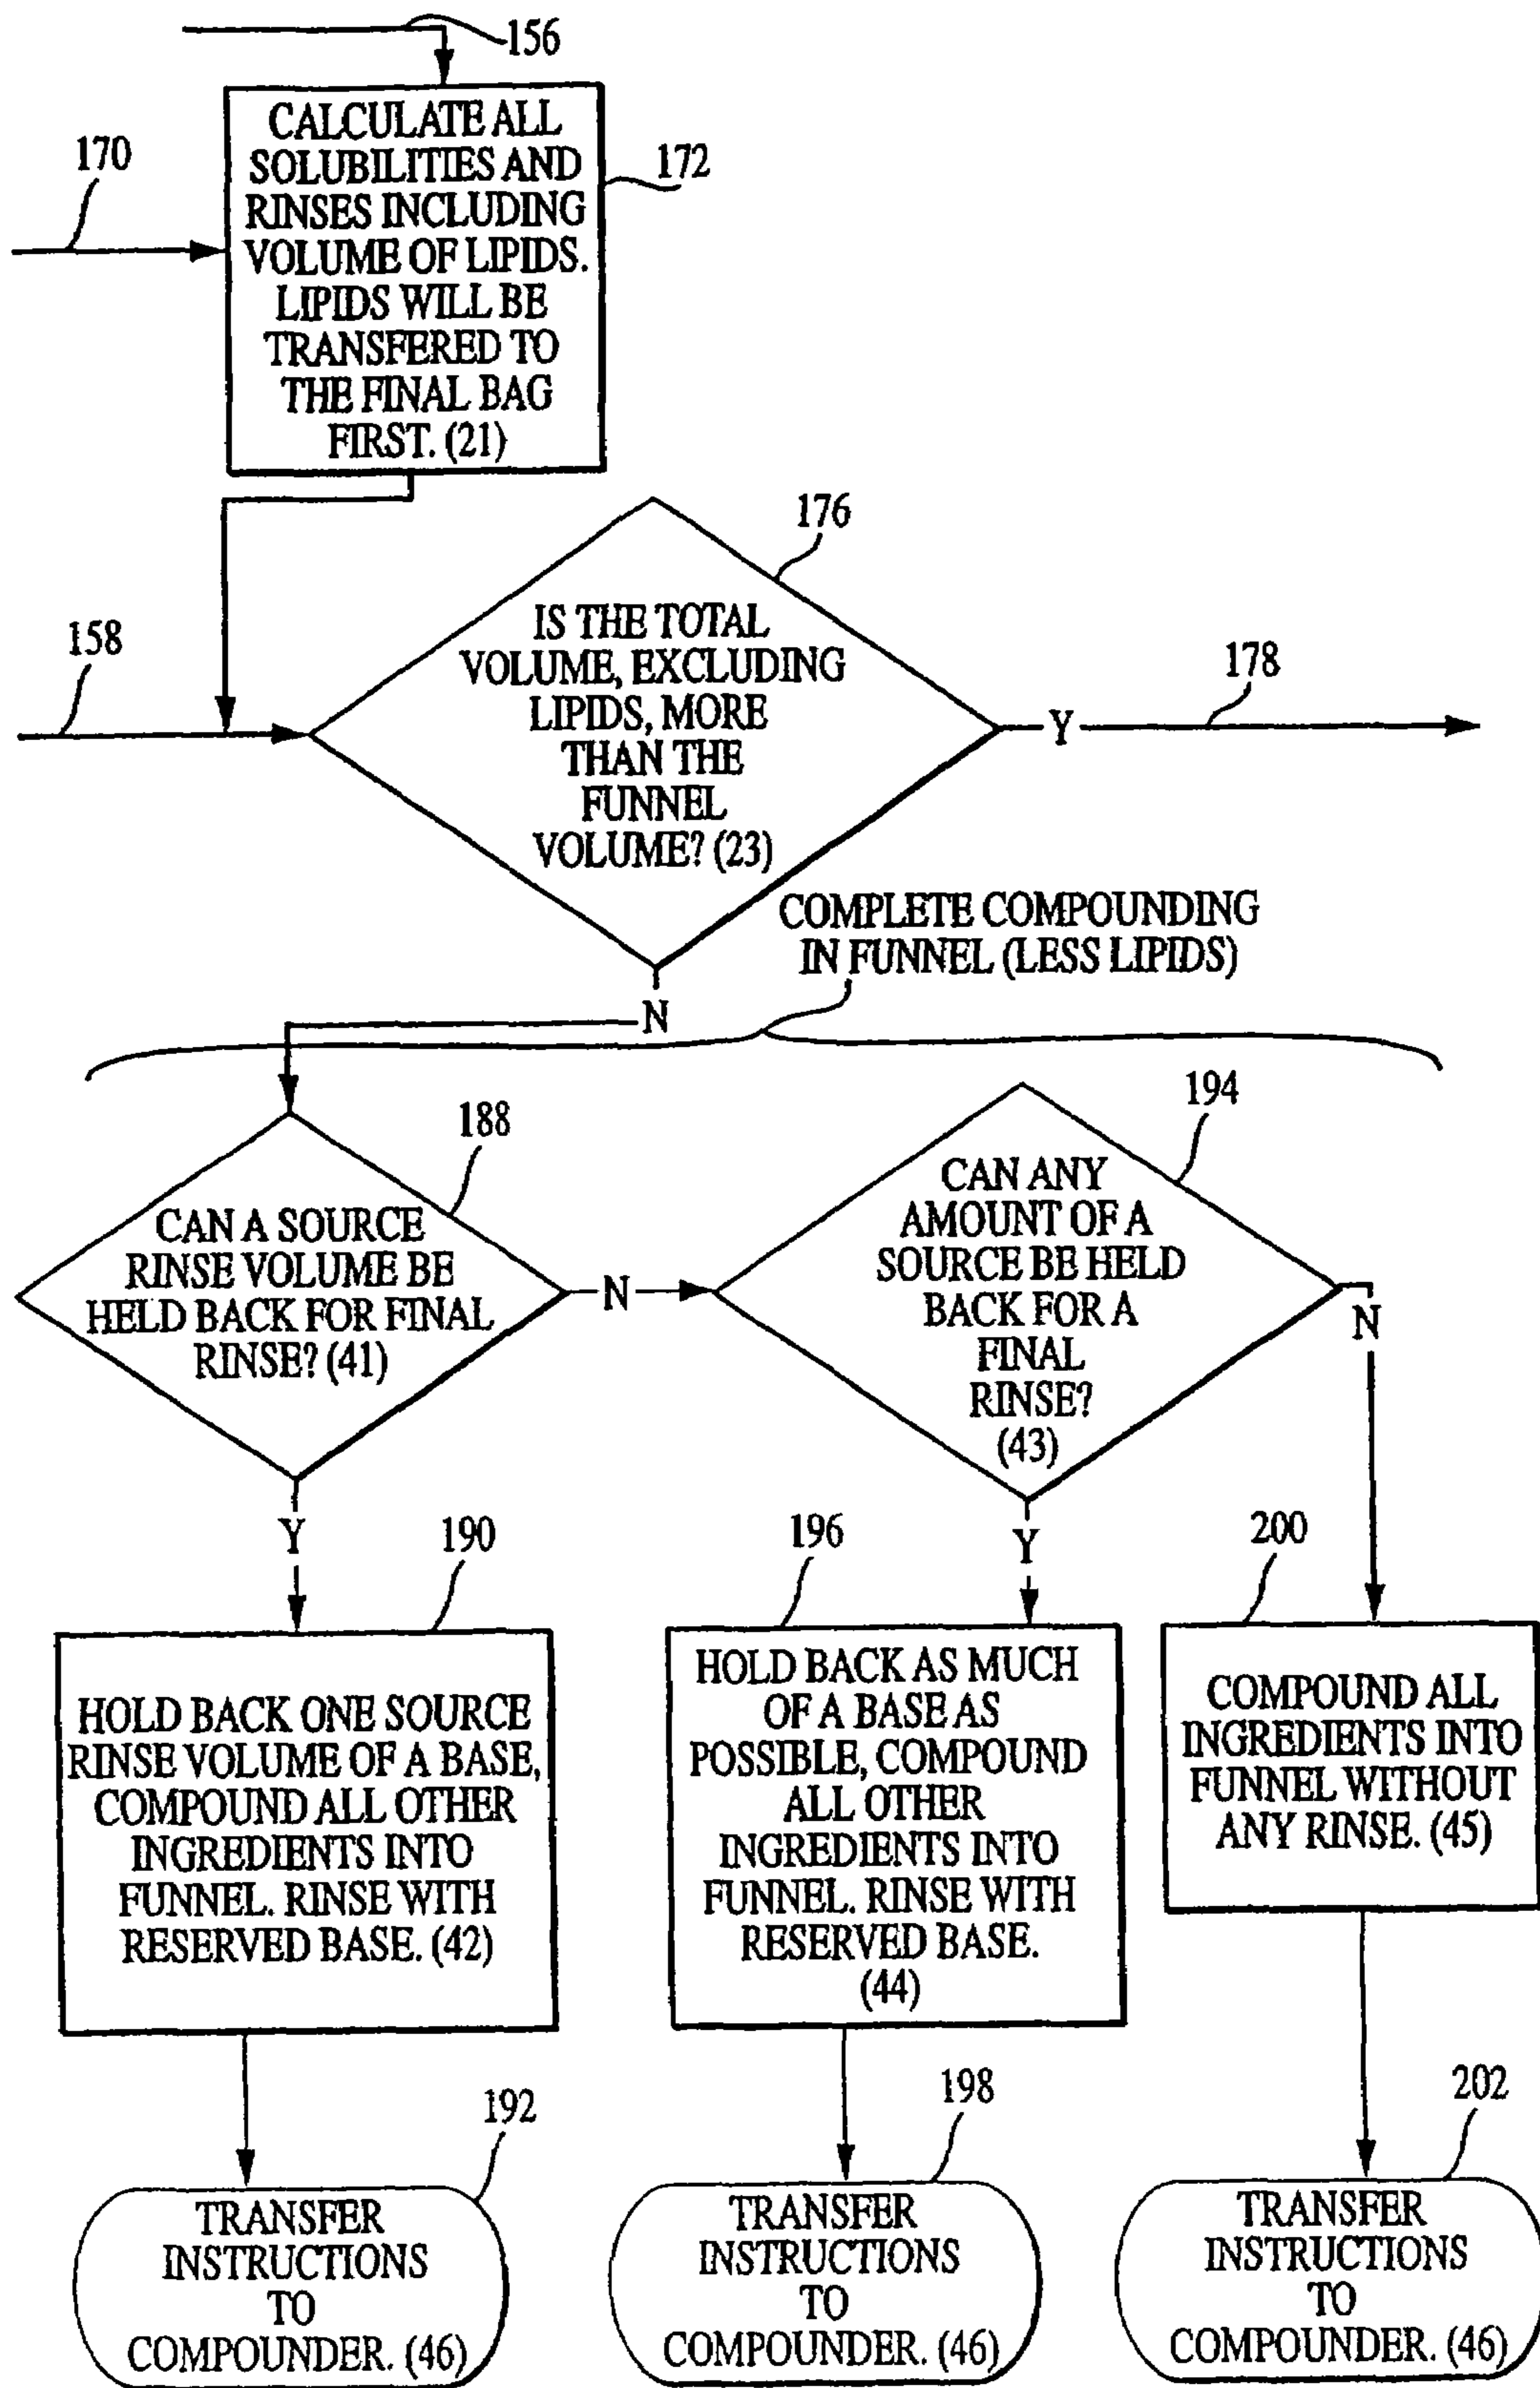 156
CALCULATE ALL
SOLUBILITIES AND
RINSES INCLUDING
VOLUME OF LIPIDS.
LIPIDS WILL BE
TRANSFERED TO
THE FINAL BAG
FIRST. (21)
170
172
176
IS THE TOTAL
VOLUME, EXCLUDING
LIPIDS, MORE
THAN THE
FUNNEL
VOLUME? (23)
158
Y
178
N
COMPLETE COMPOUNDING
IN FUNNEL (LESS LIPIDS)
188
CAN A SOURCE
RINSE VOLUME BE
HELD BACK FOR FINAL
RINSE? (41)
N
194
CAN ANY
AMOUNT OF A
SOURCE BE HELD
BACK FOR A
FINAL
RINSE?
(43)
N
Y
190
Y
196
200
HOLD BACK ONE SOURCE
RINSE VOLUME OF A BASE,
COMPOUND ALL OTHER
INGREDIENTS INTO
FUNNEL. RINSE WITH
RESERVED BASE. (42)
HOLD BACK AS MUCH
OF A BASE AS
POSSIBLE, COMPOUND
ALL OTHER
INGREDIENTS INTO
FUNNEL. RINSE WITH
RESERVED BASE.
(44)
COMPOUND ALL
INGREDIENTS INTO
FUNNEL WITHOUT
ANY RINSE. (45)
192
TRANSFER
INSTRUCTIONS
TO
COMPOUNDER. (46)
198
TRANSFER
INSTRUCTIONS
TO
COMPOUNDER. (46)
202
TRANSFER
INSTRUCTIONS
TO
COMPOUNDER. (46)